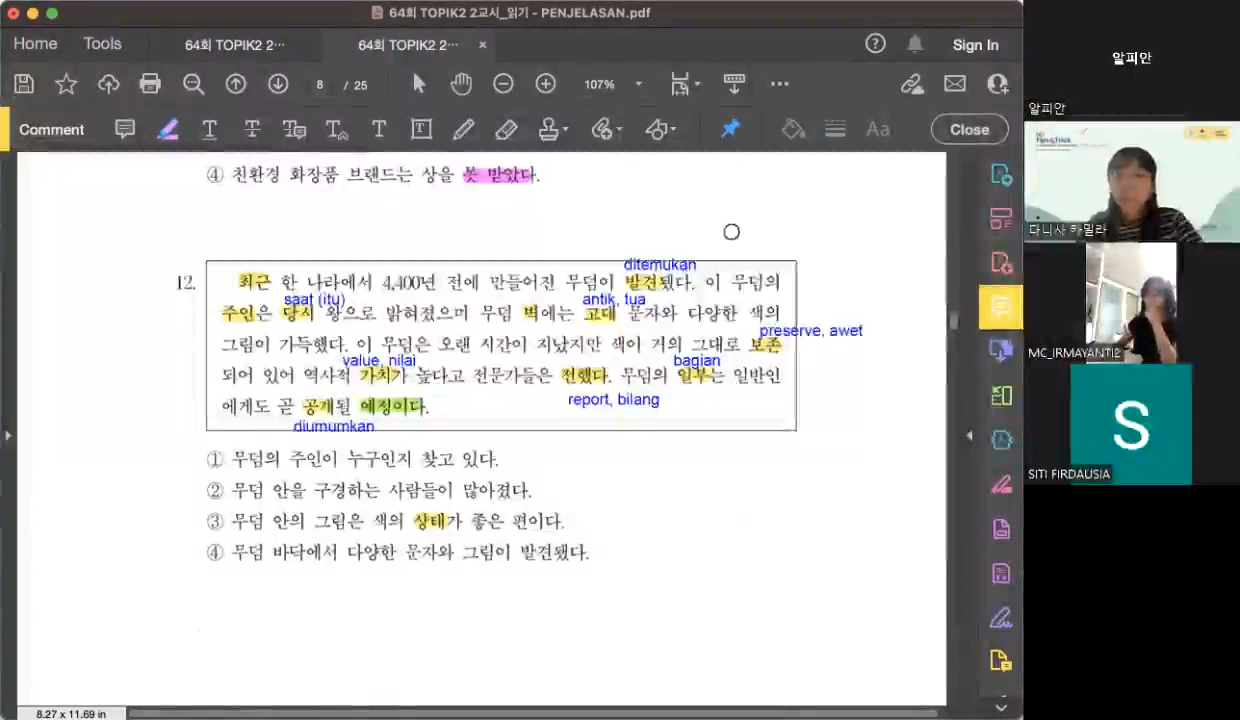 64회 TOPIK2 2교시_읽기 - PENJELASAN.pdf
Home Tools 64회 TOPIK2 2··· 64회 TOPIK2 2··· × Sign In
8 / 25 107%
Comment Aa Close
④ 친환경 화장품 브랜드는 상을 못 받았다.
ditemukan
12. 최근 한 나라에서 4,400년 전에 만들어진 무덤이 발견됐다. 이 무덤의
saat (itu) antik, tua
주인은 당시 왕으로 밝혀졌으며 무덤 벽에는 고대 문자와 다양한 색의
preserve, awet
그림이 가득했다. 이 무덤은 오랜 시간이 지났지만 색이 거의 그대로 보존
value, nilai bagian
되어 있어 역사적 가치가 높다고 전문가들은 전했다. 무덤의 일부는 일반인
report, bilang
에게도 곧 공개될 예정이다.
diumumkan
① 무덤의 주인이 누구인지 찾고 있다.
② 무덤 안을 구경하는 사람들이 많아졌다.
③ 무덤 안의 그림은 색의 상태가 좋은 편이다.
④ 무덤 바닥에서 다양한 문자와 그림이 발견됐다.
8.27 x 11.69 in
알피안
알피안
다니사 카밀라
MC_IRMAYANTI2
S
SITI FIRDAUSIA